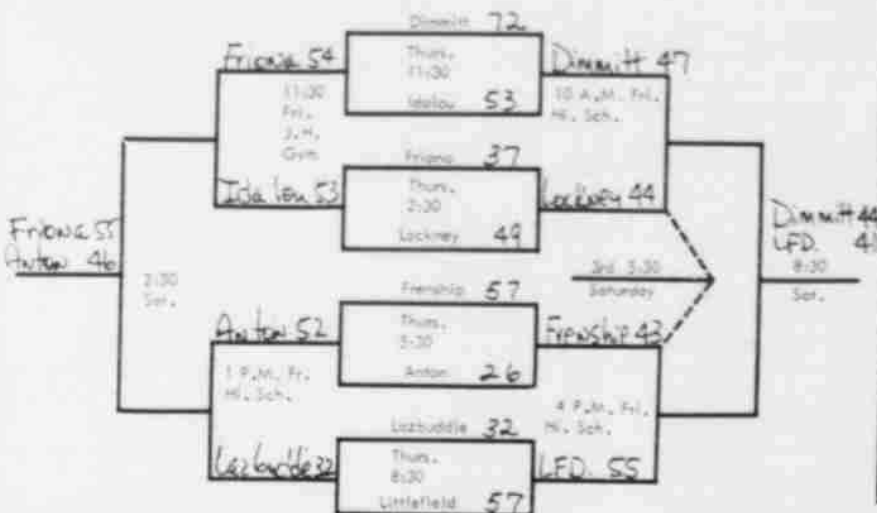 Dimmitt 72
Friona 54
Thurs.
11:30
Dimmitt 47
11:30
Fri.
J.H.
Gym
Idalou 53
10 A.M. Fri.
Hi. Sch.
Friona 37
Idalou 53
Thurs.
2:30
Lockney 44
Lockney 49
Friona 55
Anton 46
Dimmitt 44
LFD. 41
2:30
Sat.
3rd 5:30
Saturday
8:30
Sat.
Frenship 57
Anton 52
Thurs.
5:30
Frenship 43
Anton 26
1 P.M. Fr.
Hi. Sch.
4 P.M. Fri.
Hi. Sch.
Lazbuddie 32
Lazbuddie 32
Thurs.
8:30
LFD. 55
Littlefield 57